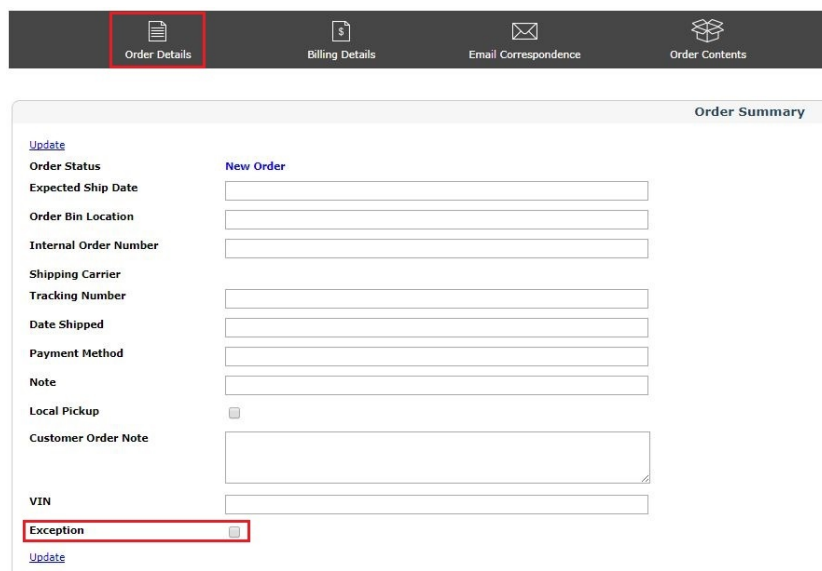 Order Details Billing Details Email Correspondence Order Contents
Order Summary
Update
Order Status New Order
Expected Ship Date
Order Bin Location
Internal Order Number
Shipping Carrier
Tracking Number
Date Shipped
Payment Method
Note
Local Pickup
Customer Order Note
VIN
Exception
Update